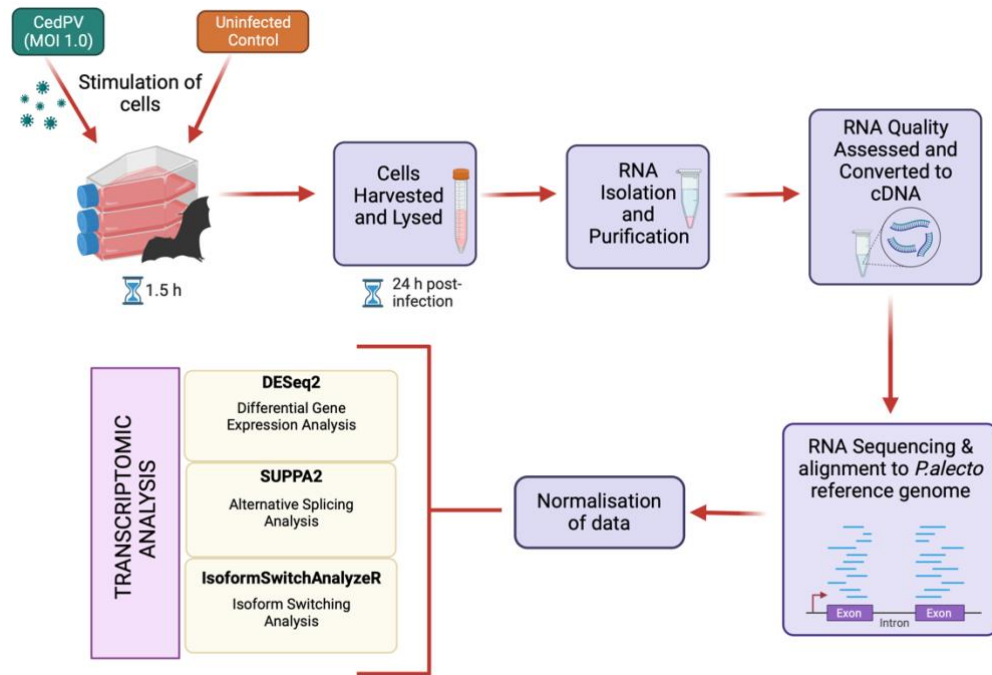 CedPV
(MOI 1.0)
Uninfected
Control
Stimulation of
cells
1.5 h
Cells
Harvested
and Lysed
24 h post-
infection
RNA
Isolation
and
Purification
RNA Quality
Assessed and
Converted to
cDNA
RNA Sequencing &
alignment to P.alecto
reference genome
Exon
Intron
Exon
Normalisation
of data
TRANSCRIPTOMIC
ANALYSIS
DESeq2
Differential Gene
Expression Analysis
SUPPA2
Alternative Splicing
Analysis
IsoformSwitchAnalyzeR
Isoform Switching
Analysis